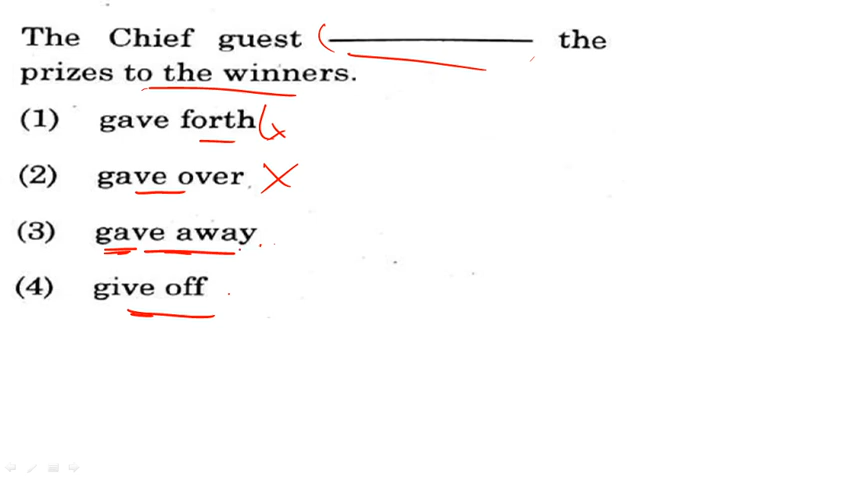 The Chief guest ____________ the
prizes to the winners.
(1) gave forth
(2) gave over
(3) gave away
(4) give off